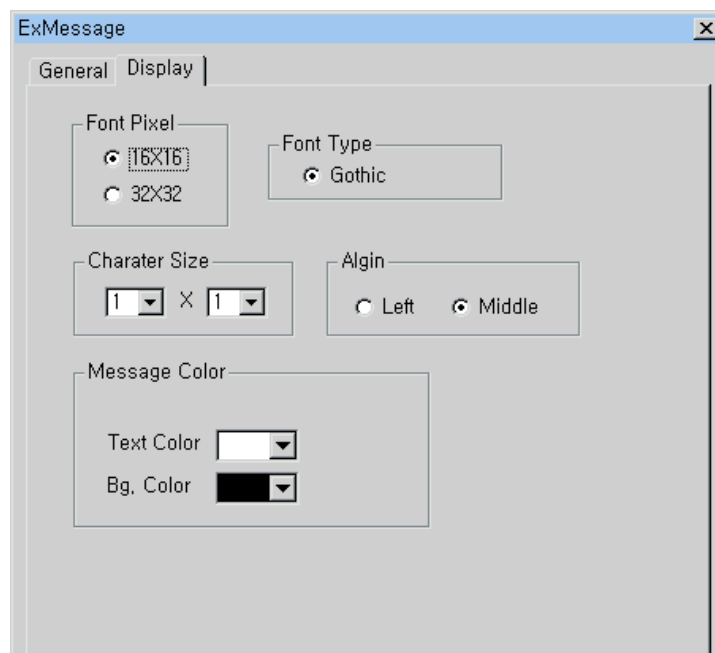 ExMessage
General Display
Font Pixel
16X16
32X32
Font Type
Gothic
Charater Size
1 X 1
Algin
Left Middle
Message Color
Text Color
Bg. Color